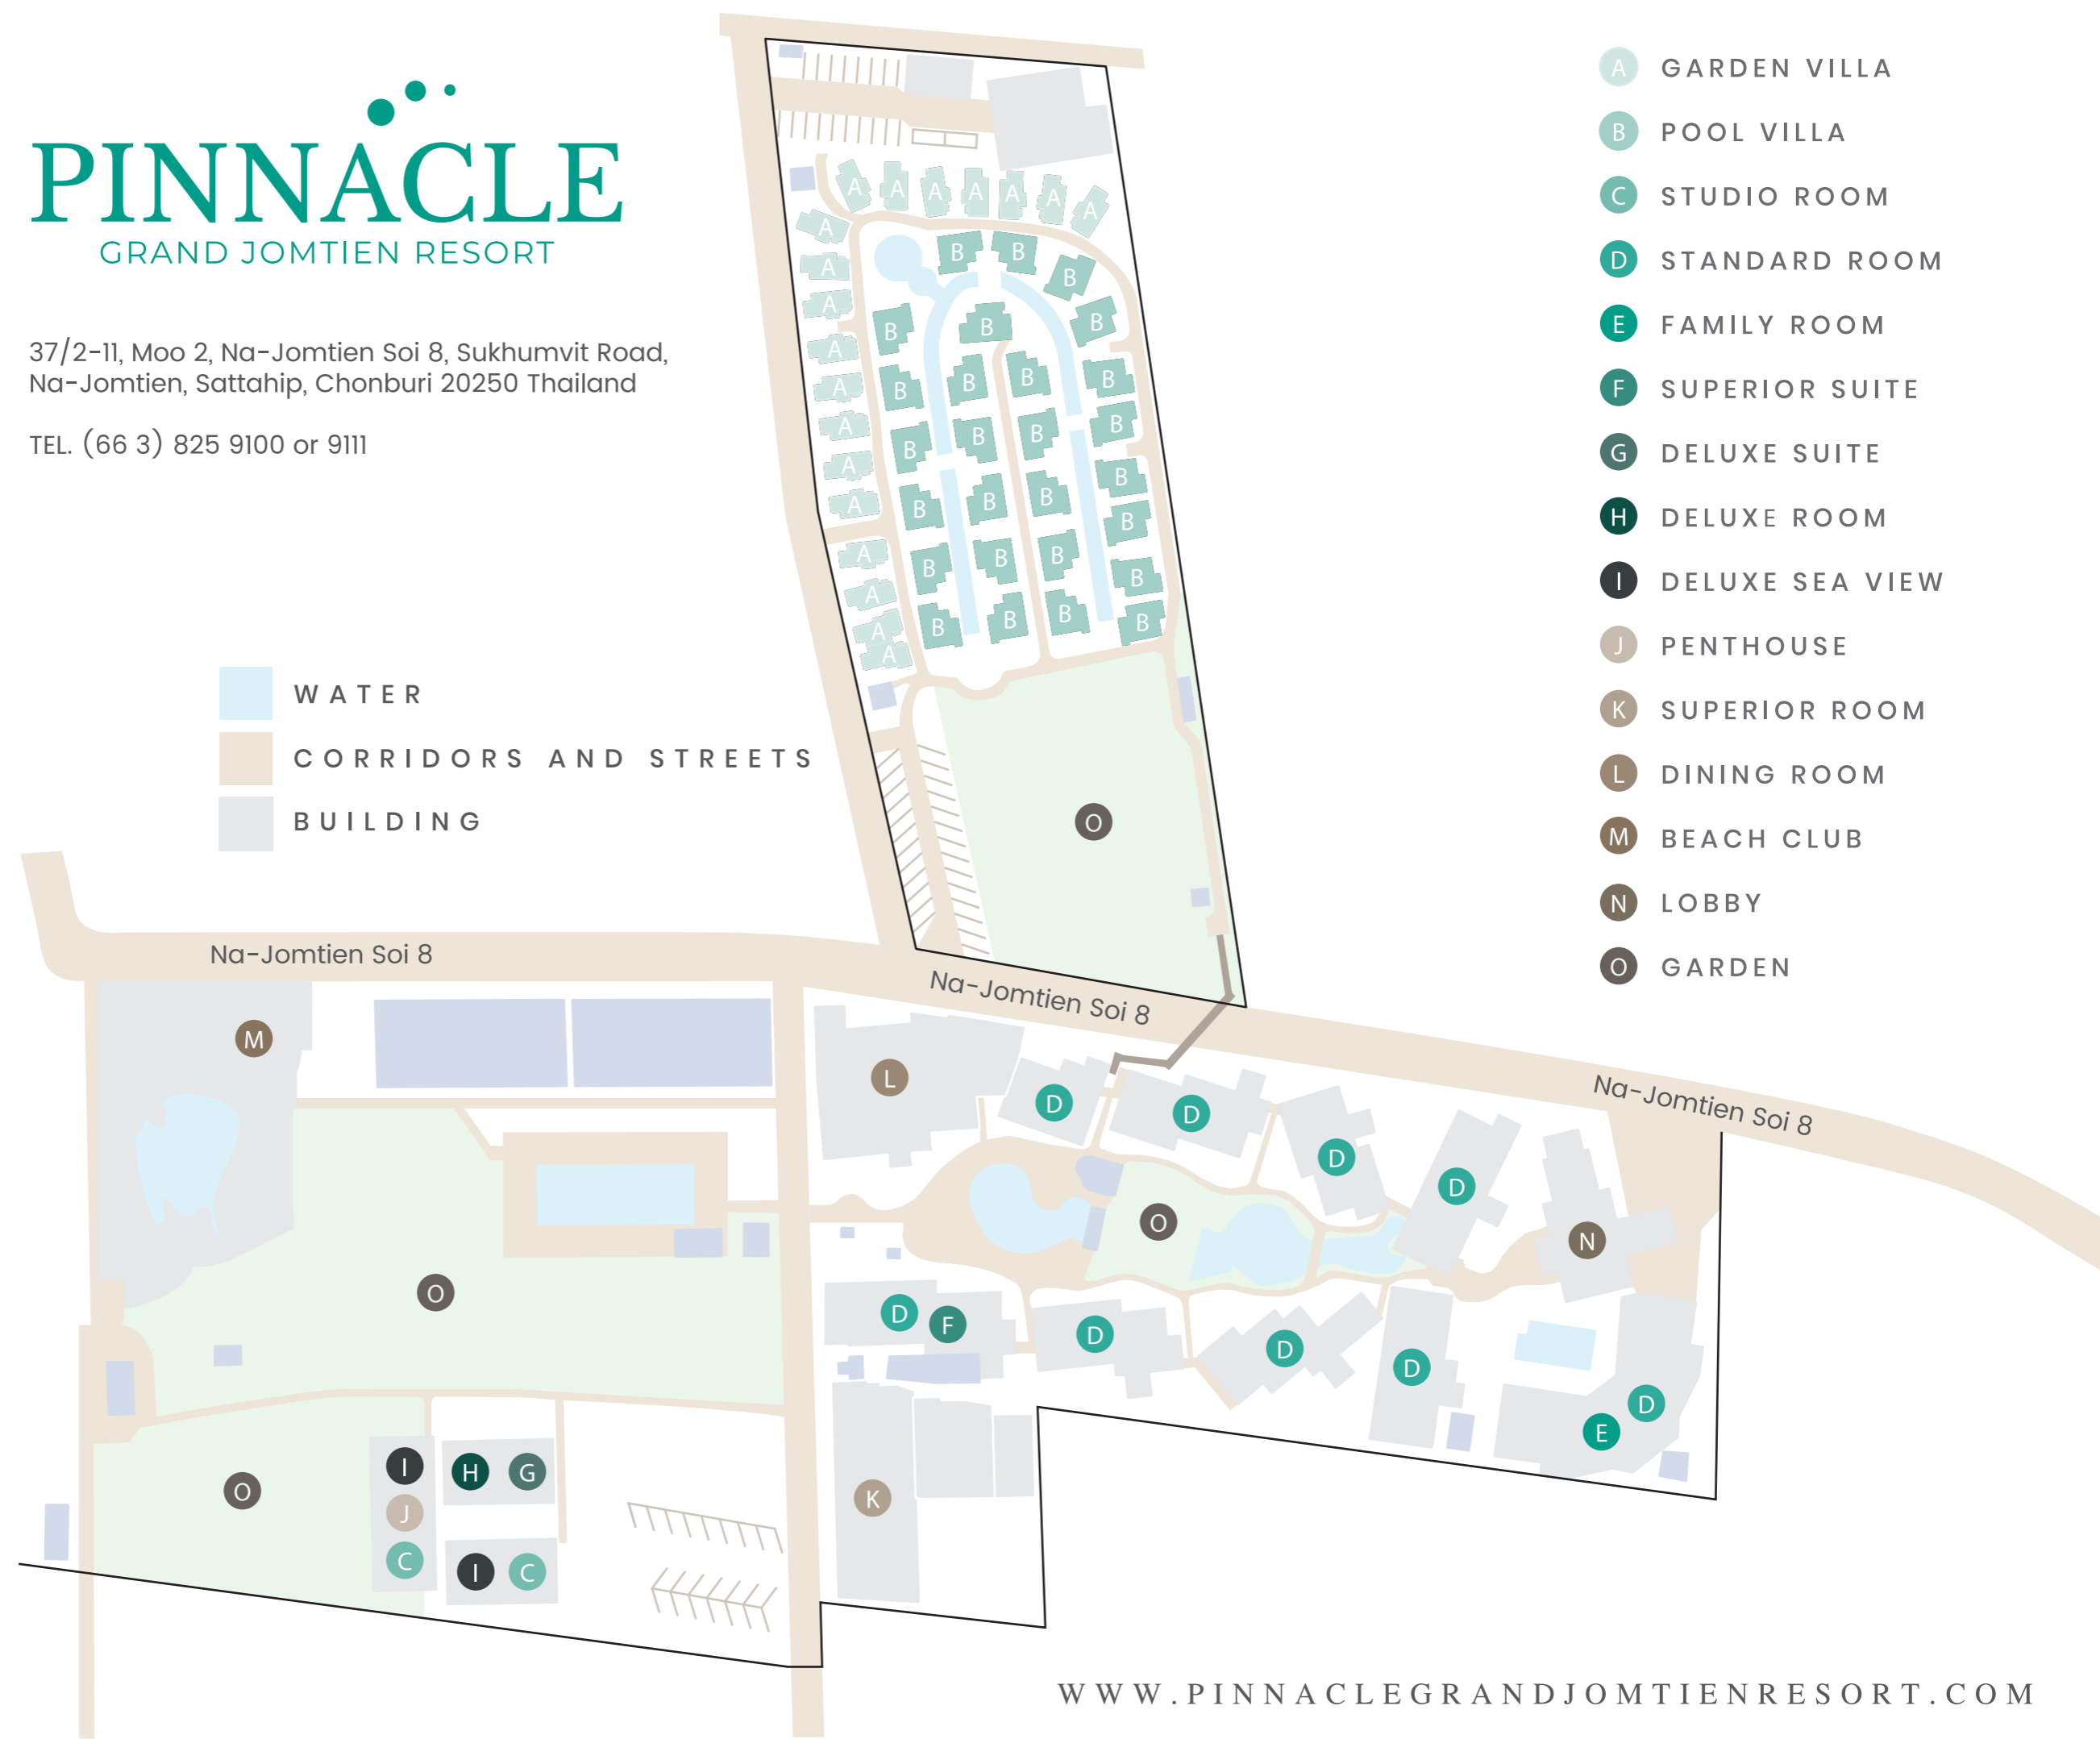 PINNACLE
GRAND JOMTIEN RESORT
37/2-11, Moo 2, Na-Jomtien Soi 8, Sukhumvit Road,
Na-Jomtien, Sattahip, Chonburi 20250 Thailand
TEL. (66 3) 825 9100 or 9111
WATER
CORRIDORS AND STREETS
BUILDING
A GARDEN VILLA
B POOL VILLA
C STUDIO ROOM
D STANDARD ROOM
E FAMILY ROOM
F SUPERIOR SUITE
G DELUXE SUITE
H DELUXE ROOM
I DELUXE SEA VIEW
J PENTHOUSE
K SUPERIOR ROOM
L DINING ROOM
M BEACH CLUB
N LOBBY
O GARDEN
A A A A A A A
A
A
A
A
A
A
A
A
A
A
A
A
B B
B
B B B
B B B B
B B B B
B B B B
B B B B
B B B B
B B B B
O
Na-Jomtien Soi 8
Na-Jomtien Soi 8
Na-Jomtien Soi 8
M
L
D
D
D
D
N
O
O
D F
D
D
D
D
E
O
I
H G
J
C
I C
K
WWW.PINNACLEGRANDJOMTIENRESORT.COM